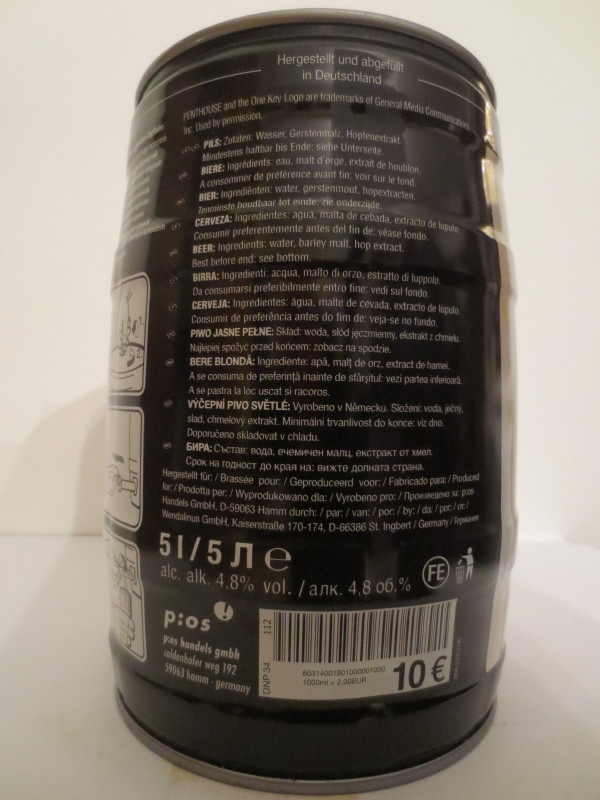 Hergestellt und abgefüllt
in Deutschland
PENTHOUSE and the One Key Logo are trademarks of General Media Communications
Inc. Used by permission.
PILS: Zutaten: Wasser, Gerstenmalz, Hopfenextrakt.
Mindestens haltbar bis Ende: siehe Unterseite.
BIERE: Ingrédients: eau, malt d'orge, extrait de houblon.
A consommer de préférence avant fin: voir sur le fond.
BIER: Ingrediënten: water, gerstenmout, hopextracten.
Tenminste houdbaar tot einde: zie onderzijde.
CERVEZA: Ingredientes: agua, malta de cebada, extracto de lúpulo.
Consumir preferentemente antes del fin de: véase fondo.
BEER: Ingredients: water, barley malt, hop extract.
Best before end: see bottom.
BIRRA: Ingredienti: acqua, malto di orzo, estratto di luppolo.
Da consumarsi preferibilmente entro fine: vedi sul fondo.
CERVEJA: Ingredientes: água, malte de cevada, extracto de lúpulo.
Consumir de preferência antes do fim de: veja-se no fundo.
PIWO JASNE PEŁNE: Skład: woda, słód jęczmienny, ekstrakt z chmielu.
Najlepiej spożyć przed końcem: zobacz na spodzie.
BERE BLONDĂ: Ingrediente: apă, malţ de orz, extract de hamei.
A se consuma de preferinţă inainte de sfârşitul: vezi partea inferioară.
A se pastra la loc uscat si racoros.
VÝČEPNÍ PIVO SVĚTLÉ: Vyrobeno v Německu. Složení: voda, ječný,
slad, chmelový extrakt. Minimální trvanlivost do konce: viz dno.
Doporučeno skladovat v chladu.
БИРА: Състав: вода, ечемичен малц, екстракт от хмел.
Срок на годност до края на: вижте долната страна.
Hergestellt für: / Brassée pour: / Geproduceerd voor: / Fabricado para: / Produced
for: / Prodotta per: / Wyprodukowano dla: / Vyrobeno pro: / Произведено за: p:os
Handels GmbH, D-59063 Hamm durch: / par: / van: / por: / by: / da: / por: / от: /
Wendalinus GmbH, Kaiserstraße 170-174, D-66386 St. Ingbert / Germany / Германия
5 l / 5 Л ℮
alc. alk. 4,8% vol. / алк. 4,8 об.%
FE
p:os
p:os handels gmbh
caldenhofer weg 192
59063 hamm · germany
DNP 34
112
80314001901000001000
1000ml = 2,00EUR
10 €